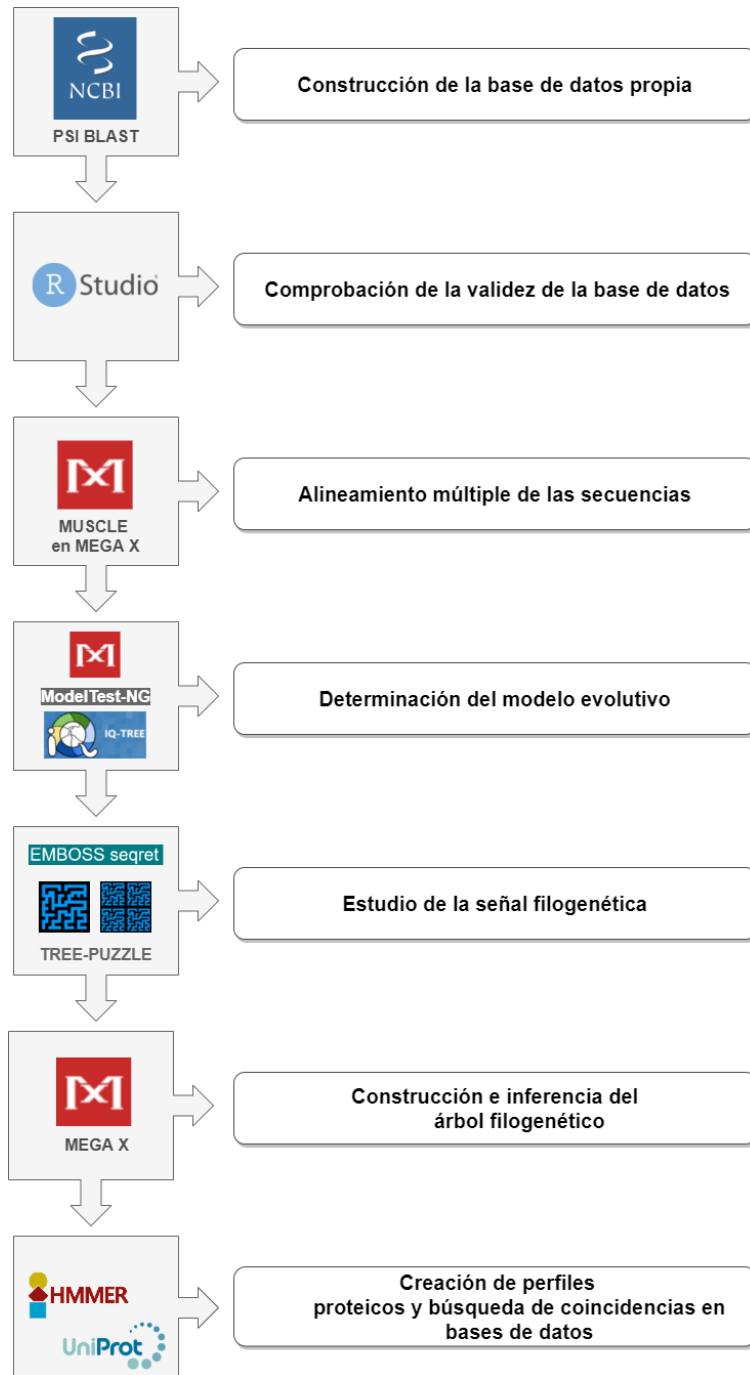 NCBI
PSI BLAST
Construcción de la base de datos propia
R Studio
Comprobación de la validez de la base de datos
MUSCLE
en MEGA X
Alineamiento múltiple de las secuencias
ModelTest-NG
IQ-TREE
Determinación del modelo evolutivo
EMBOSS seqret
TREE-PUZZLE
Estudio de la señal filogenética
MEGA X
Construcción e inferencia del
árbol filogenético
HMMER
UniProt
Creación de perfiles
proteicos y búsqueda de coincidencias en
bases de datos